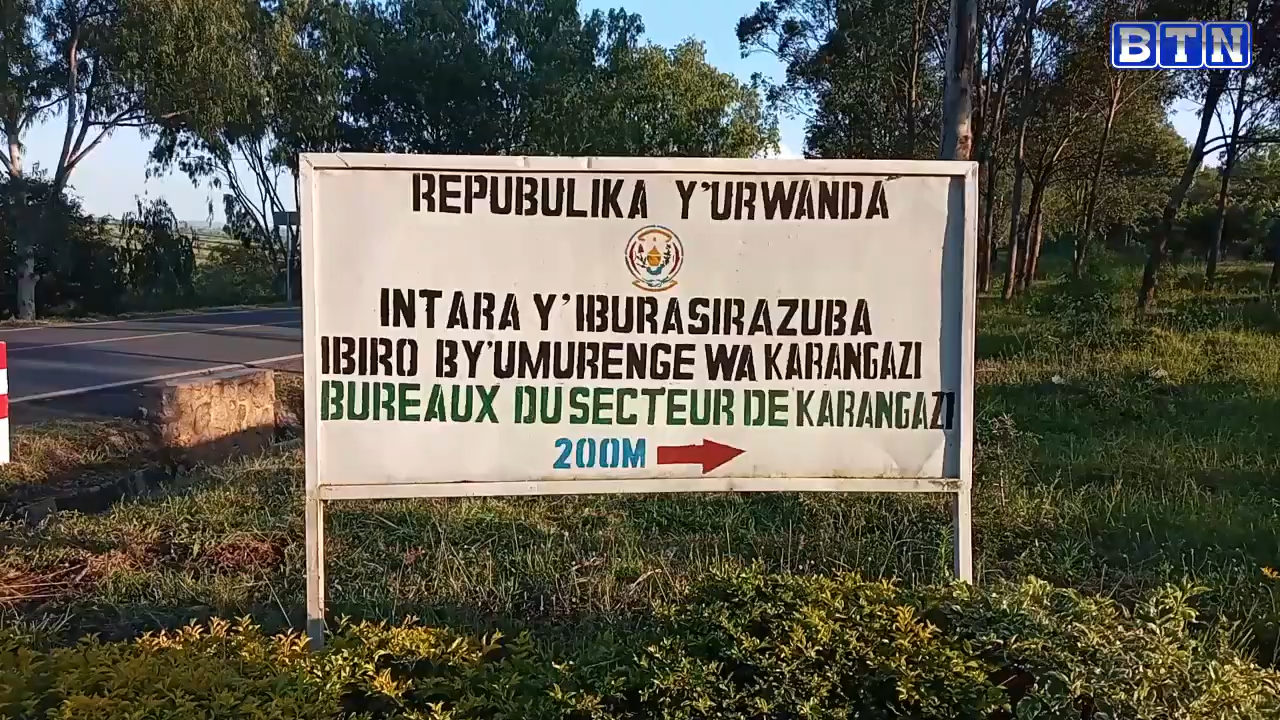 BTN
REPUBULIKA Y'URWANDA
INTARA Y'IBURASIRAZUBA
IBIRO BY'UMURENGE WA KARANGAZI
BUREAUX DU SECTEUR DE KARANGAZI
200M